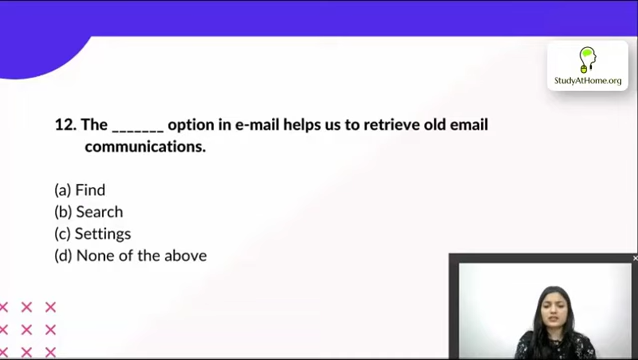 StudyAtHome.org
12. The _______ option in e-mail helps us to retrieve old email
communications.
(a) Find
(b) Search
(c) Settings
(d) None of the above